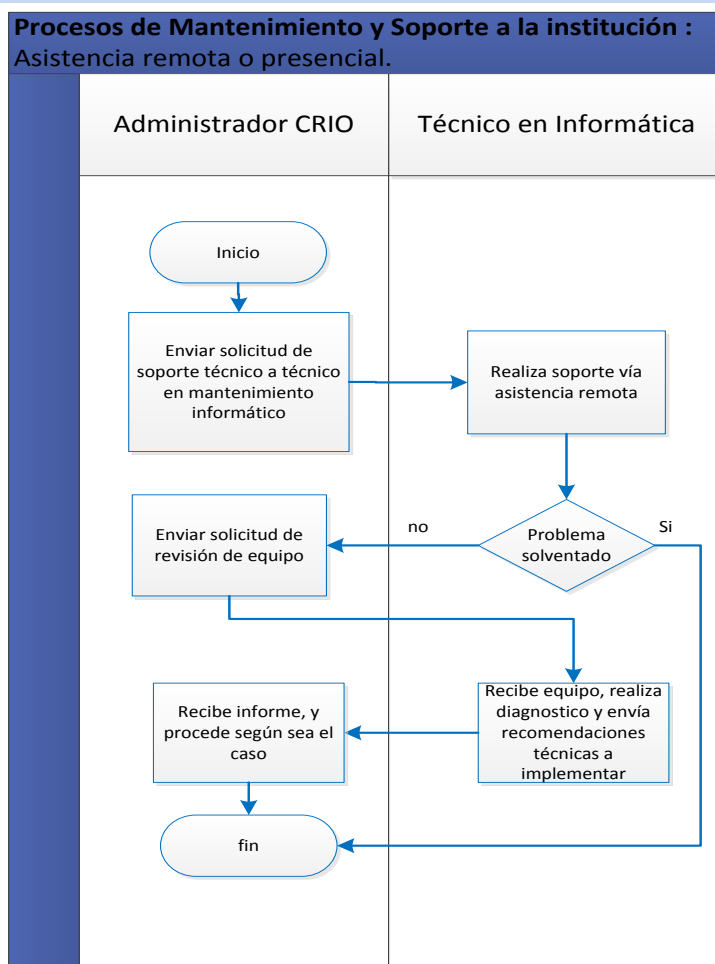 Procesos de Mantenimiento y Soporte a la institución :
Asistencia remota o presencial.
Administrador CRIO
Técnico en Informática
Inicio
Enviar solicitud de
soporte técnico a técnico
en mantenimiento
informático
Realiza soporte vía
asistencia remota
Problema
solventado
no
Si
Enviar solicitud de
revisión de equipo
Recibe equipo, realiza
diagnostico y envía
recomendaciones
técnicas a
implementar
Recibe informe, y
procede según sea el
caso
fin